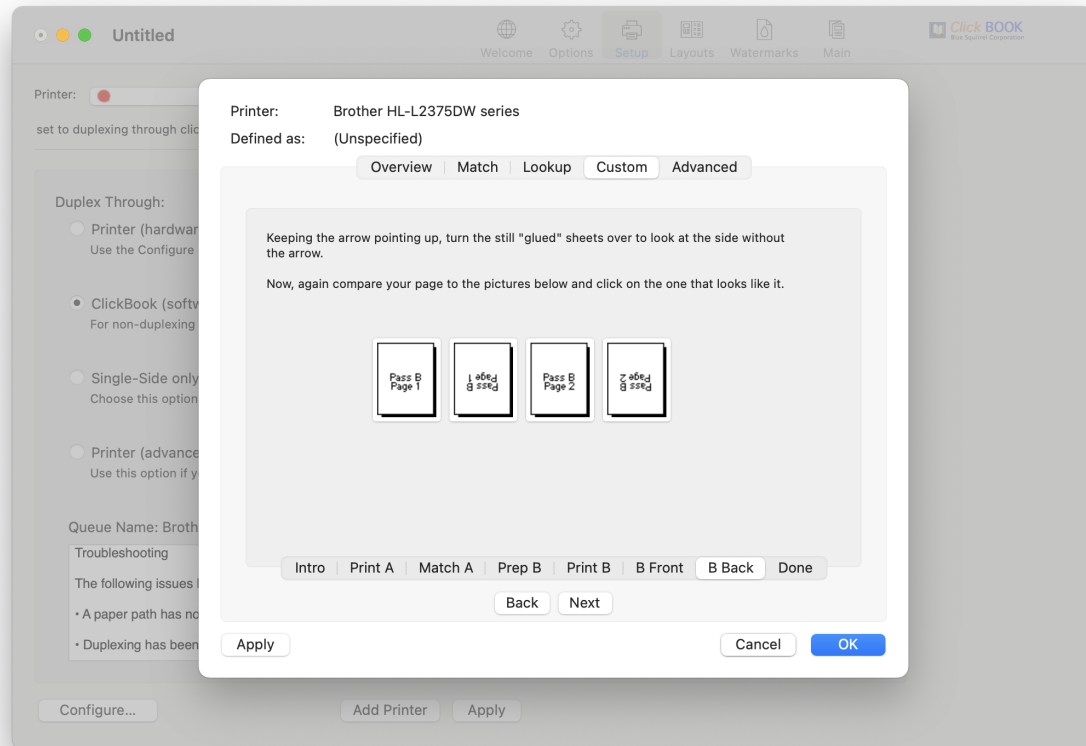 Untitled
Welcome Options Setup Layouts Watermarks Main
Click BOOK
Blue Squirrel Corporation
Printer:
set to duplexing through clic
Duplex Through:
Printer (hardwar
Use the Configure
ClickBook (softw
For non-duplexing
Single-Side only
Choose this option
Printer (advance
Use this option if y
Queue Name: Broth
Troubleshooting
The following issues
• A paper path has no
• Duplexing has been
Configure...
Add Printer
Apply
Printer: Brother HL-L2375DW series
Defined as: (Unspecified)
Overview Match Lookup Custom Advanced
Keeping the arrow pointing up, turn the still "glued" sheets over to look at the side without
the arrow.
Now, again compare your page to the pictures below and click on the one that looks like it.
Pass B
Page 1
Pass B
Page 1
Pass B
Page 2
Pass B
Page 2
Intro Print A Match A Prep B Print B B Front B Back Done
Back Next
Apply
Cancel
OK